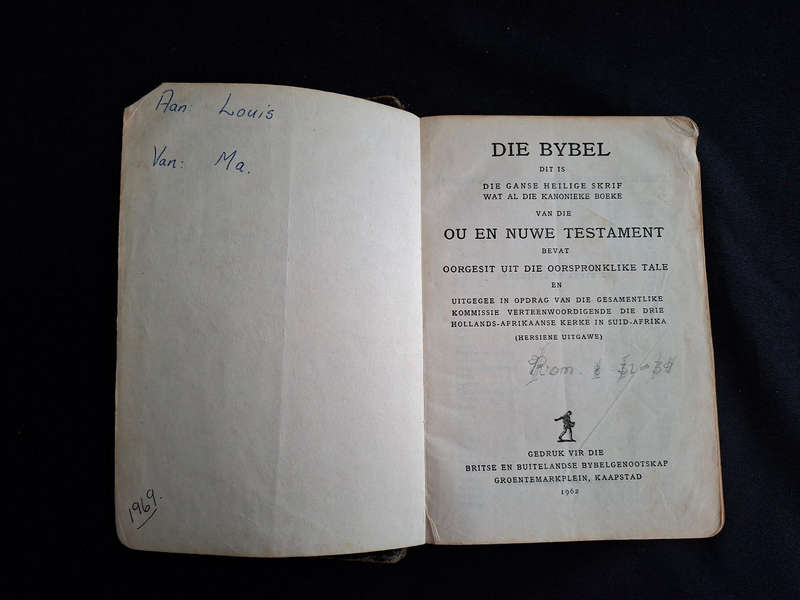 Aan: Louis
Van: Ma.
1969.
DIE BYBEL
DIT IS
DIE GANSE HEILIGE SKRIF
WAT AL DIE KANONIEKE BOEKE
VAN DIE
OU EN NUWE TESTAMENT
BEVAT
OORGESIT UIT DIE OORSPRONKLIKE TALE
EN
UITGEGEE IN OPDRAG VAN DIE GESAMENTLIKE
KOMMISSIE VERTEENWOORDIGENDE DIE DRIE
HOLLANDS-AFRIKAANSE KERKE IN SUID-AFRIKA
(HERSIENE UITGAWE)
Rom.
GEDRUK VIR DIE
BRITSE EN BUITELANDSE BYBELGENOOTSKAP
GROENTEMARKPLEIN, KAAPSTAD
1962